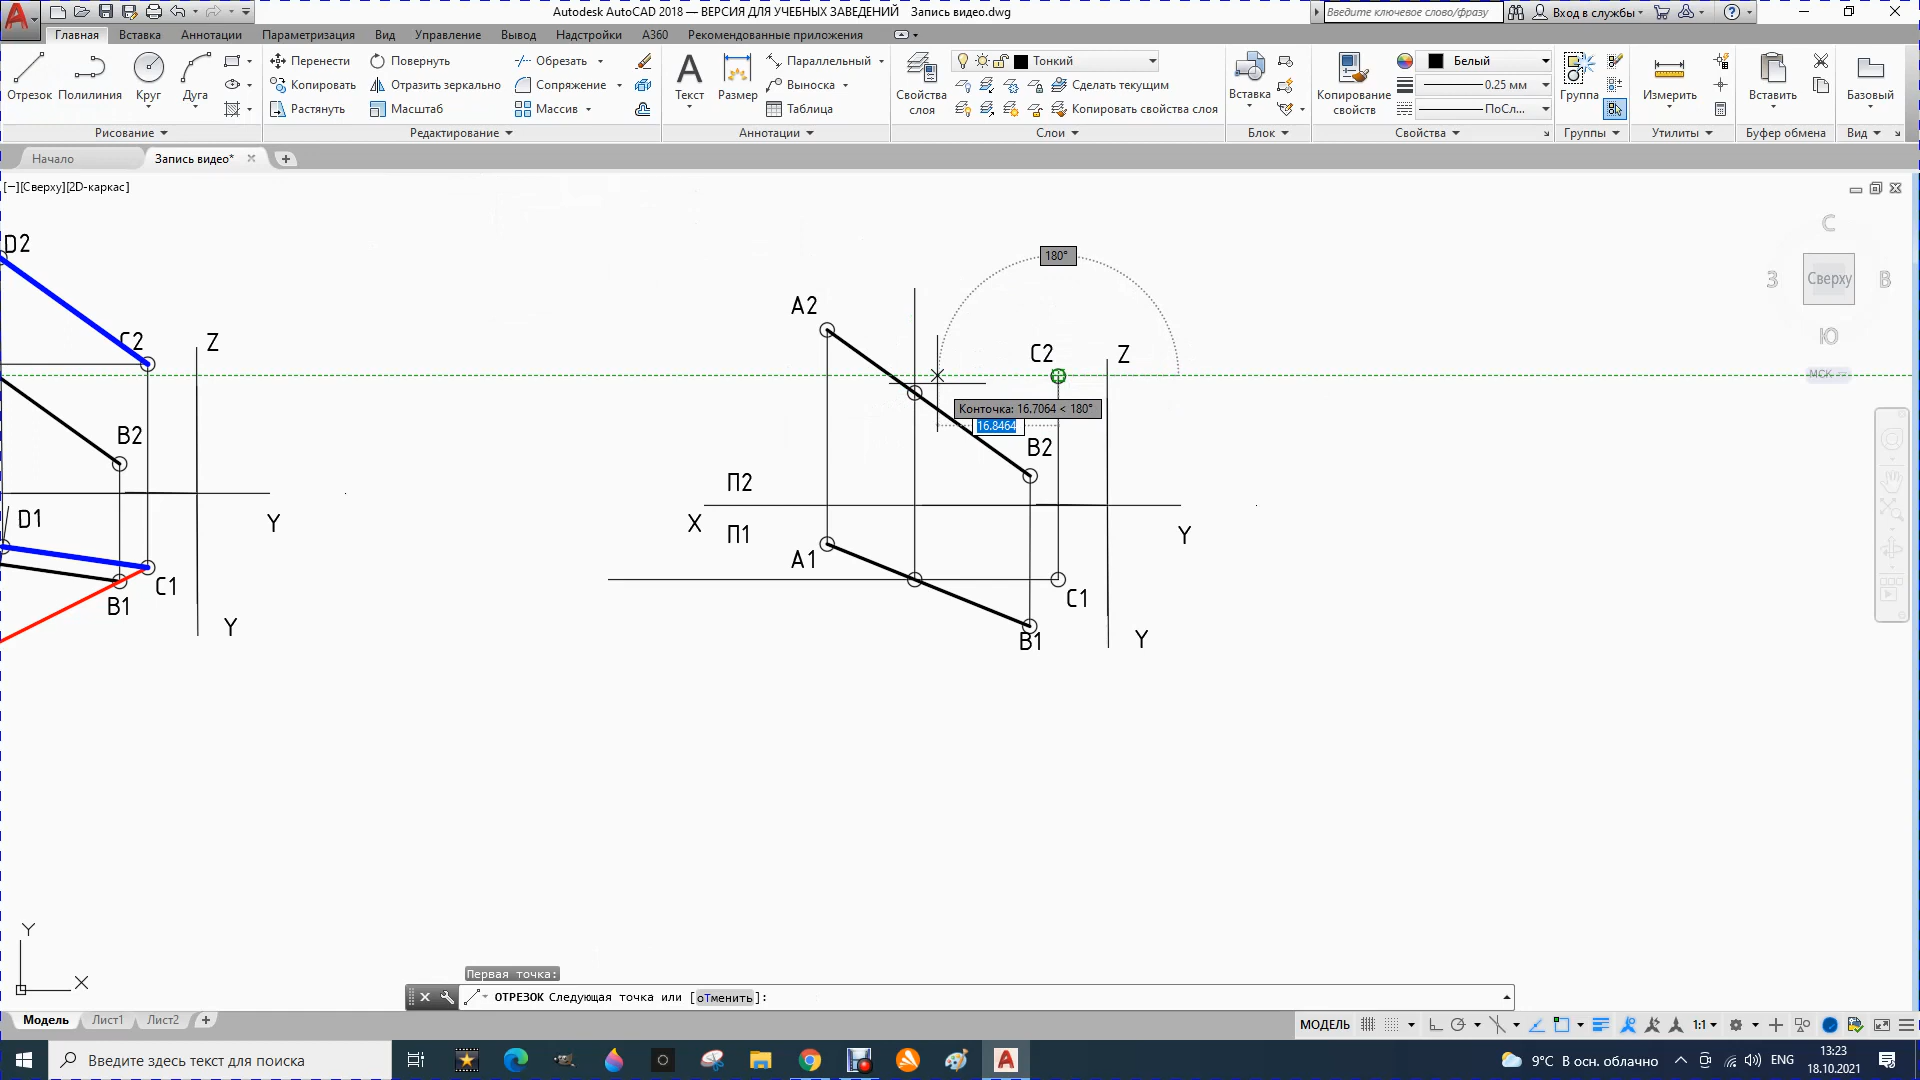 Autodesk AutoCAD 2018 — ВЕРСИЯ ДЛЯ УЧЕБНЫХ ЗАВЕДЕНИЙ Запись видео.dwg
Введите ключевое слово/фразу
Вход в службы
Главная Вставка Аннотации Параметризация Вид Управление Вывод Надстройки A360 Рекомендованные приложения
Отрезок Полилиния Круг Дуга
Перенести Повернуть Обрезать
Копировать Отразить зеркально Сопряжение
Растянуть Масштаб Массив
Текст Размер
Параллельный
Выноска
Таблица
Свойства слоя
Тонкий
Сделать текущим
Копировать свойства слоя
Вставка
Копирование свойств
Белый
0.25 мм
ПоСл...
Группа
Измерить
Вставить
Базовый
Рисование Редактирование Аннотации Слои Блок Свойства Группы Утилиты Буфер обмена Вид
Начало Запись видео*
[−][Сверху][2D-каркас]
С
З Сверху В
Ю
МСК
D2
C2 Z
B2
D1
Y
C1
B1
Y
180°
A2
C2 Z
Конточка: 16.7064 < 180°
16.8464
B2
П2
X
П1
Y
A1
C1
B1
Y
Y
X
Первая точка:
ОТРЕЗОК Следующая точка или [оТменить]:
Модель Лист1 Лист2
МОДЕЛЬ 1:1
Введите здесь текст для поиска
9°C В осн. облачно
ENG
13:23
18.10.2021